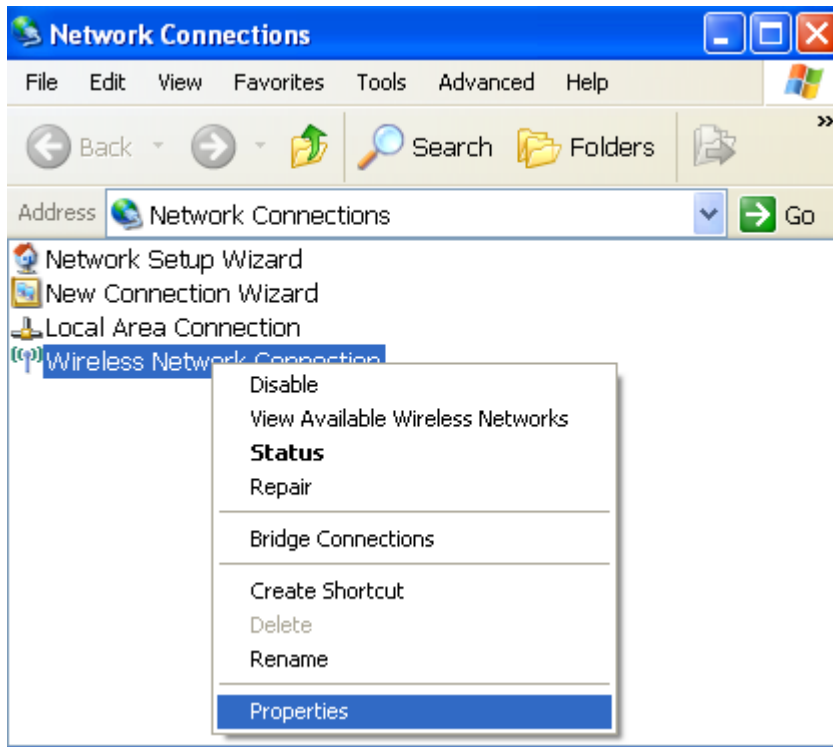 Network Connections
File Edit View Favorites Tools Advanced Help
Back Search Folders »
Address Network Connections Go
Network Setup Wizard
New Connection Wizard
Local Area Connection
Wireless Network Connection
Disable
View Available Wireless Networks
Status
Repair
Bridge Connections
Create Shortcut
Delete
Rename
Properties